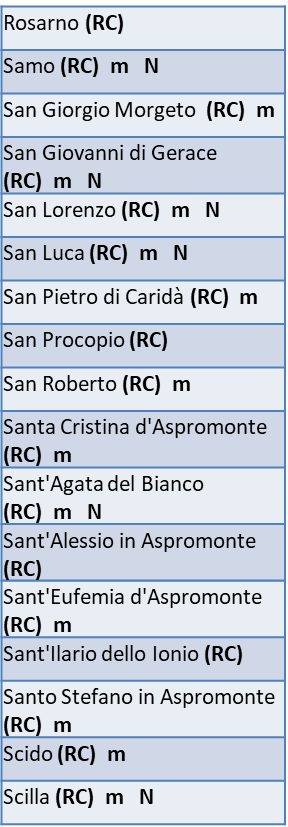 Rosarno (RC)
Samo (RC) m N
San Giorgio Morgeto (RC) m
San Giovanni di Gerace
(RC) m N
San Lorenzo (RC) m N
San Luca (RC) m N
San Pietro di Caridà (RC) m
San Procopio (RC)
San Roberto (RC) m
Santa Cristina d'Aspromonte
(RC) m
Sant'Agata del Bianco
(RC) m N
Sant'Alessio in Aspromonte
(RC)
Sant'Eufemia d'Aspromonte
(RC) m
Sant'Ilario dello Ionio (RC)
Santo Stefano in Aspromonte
(RC) m
Scido (RC) m
Scilla (RC) m N